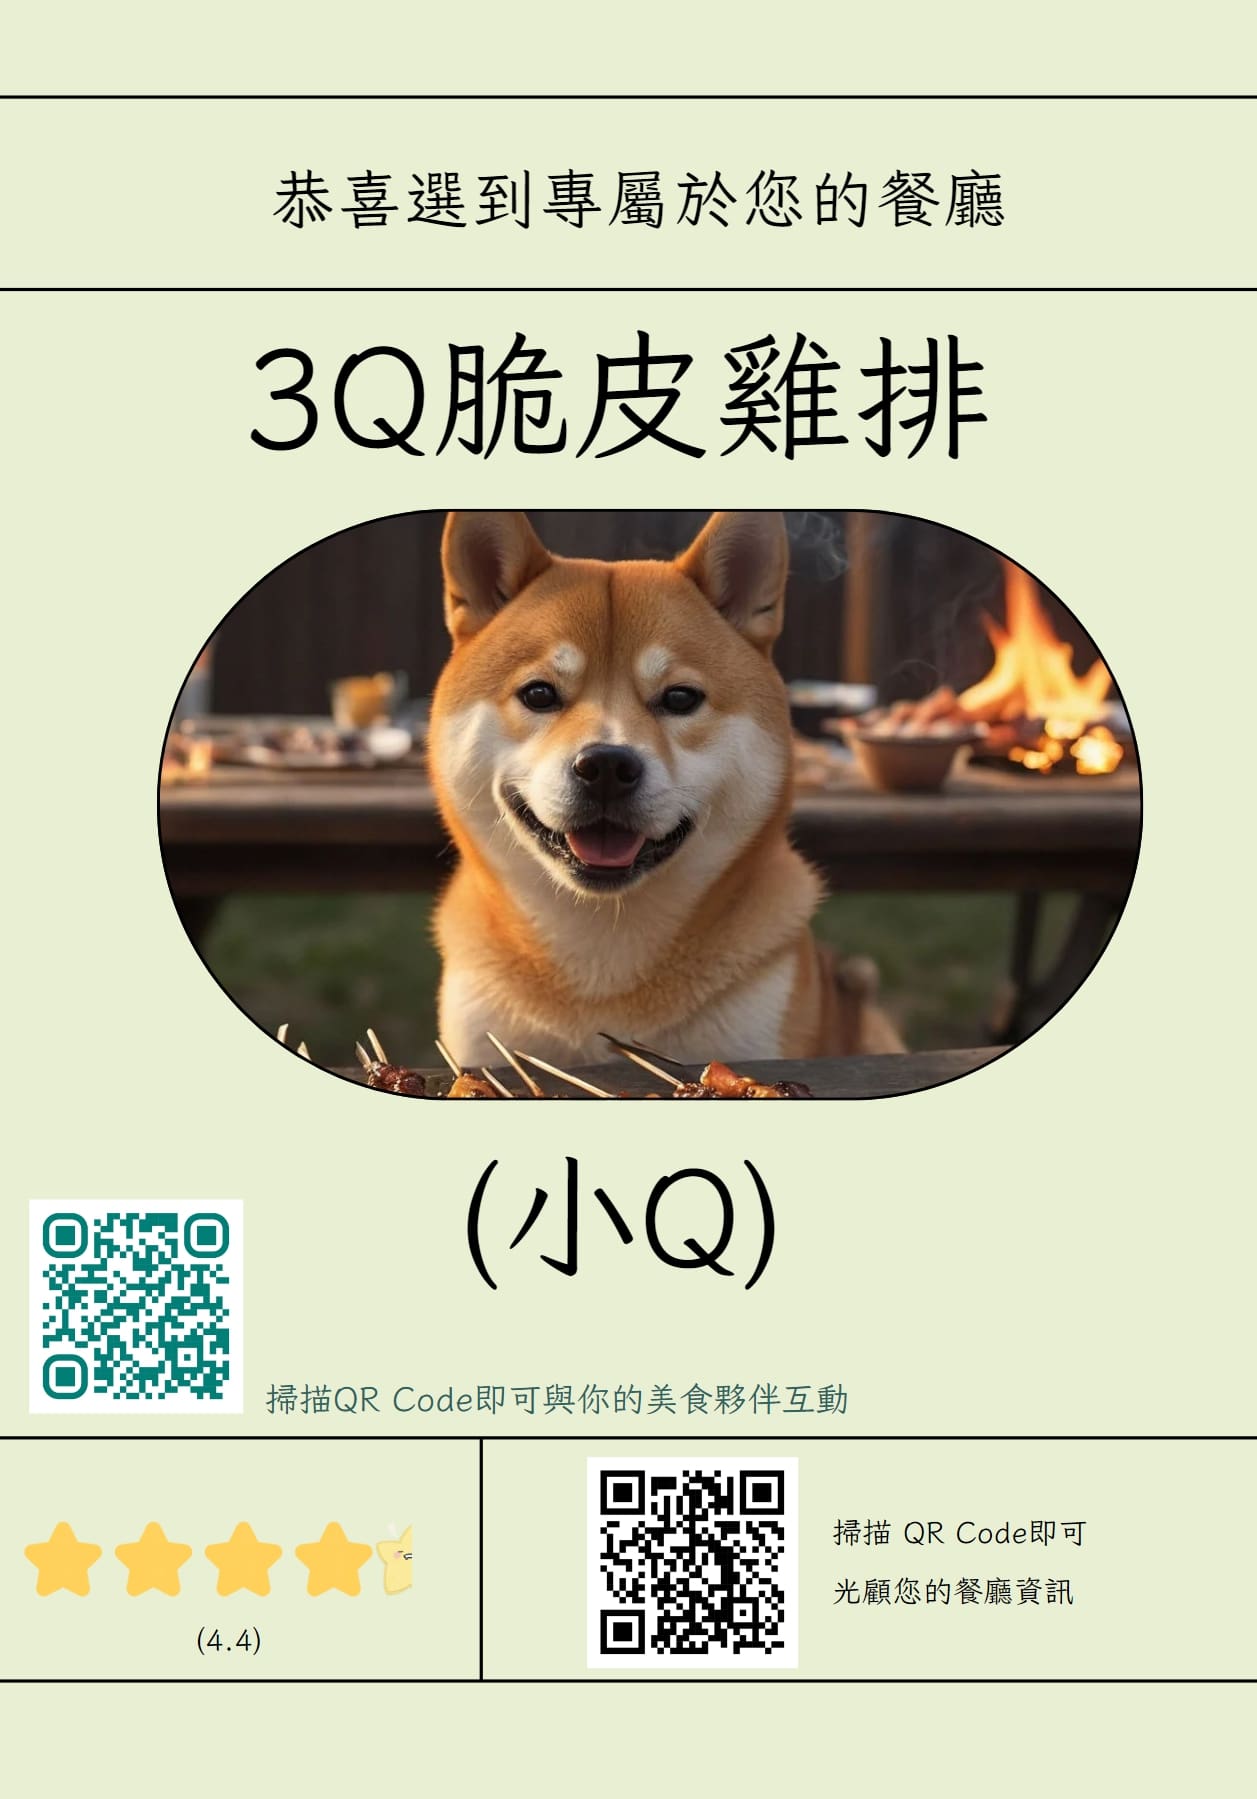 恭喜選到專屬於您的餐廳
3Q脆皮雞排
(小Q)
掃描QR Code即可與你的美食夥伴互動
(4.4)
掃描 QR Code即可
光顧您的餐廳資訊